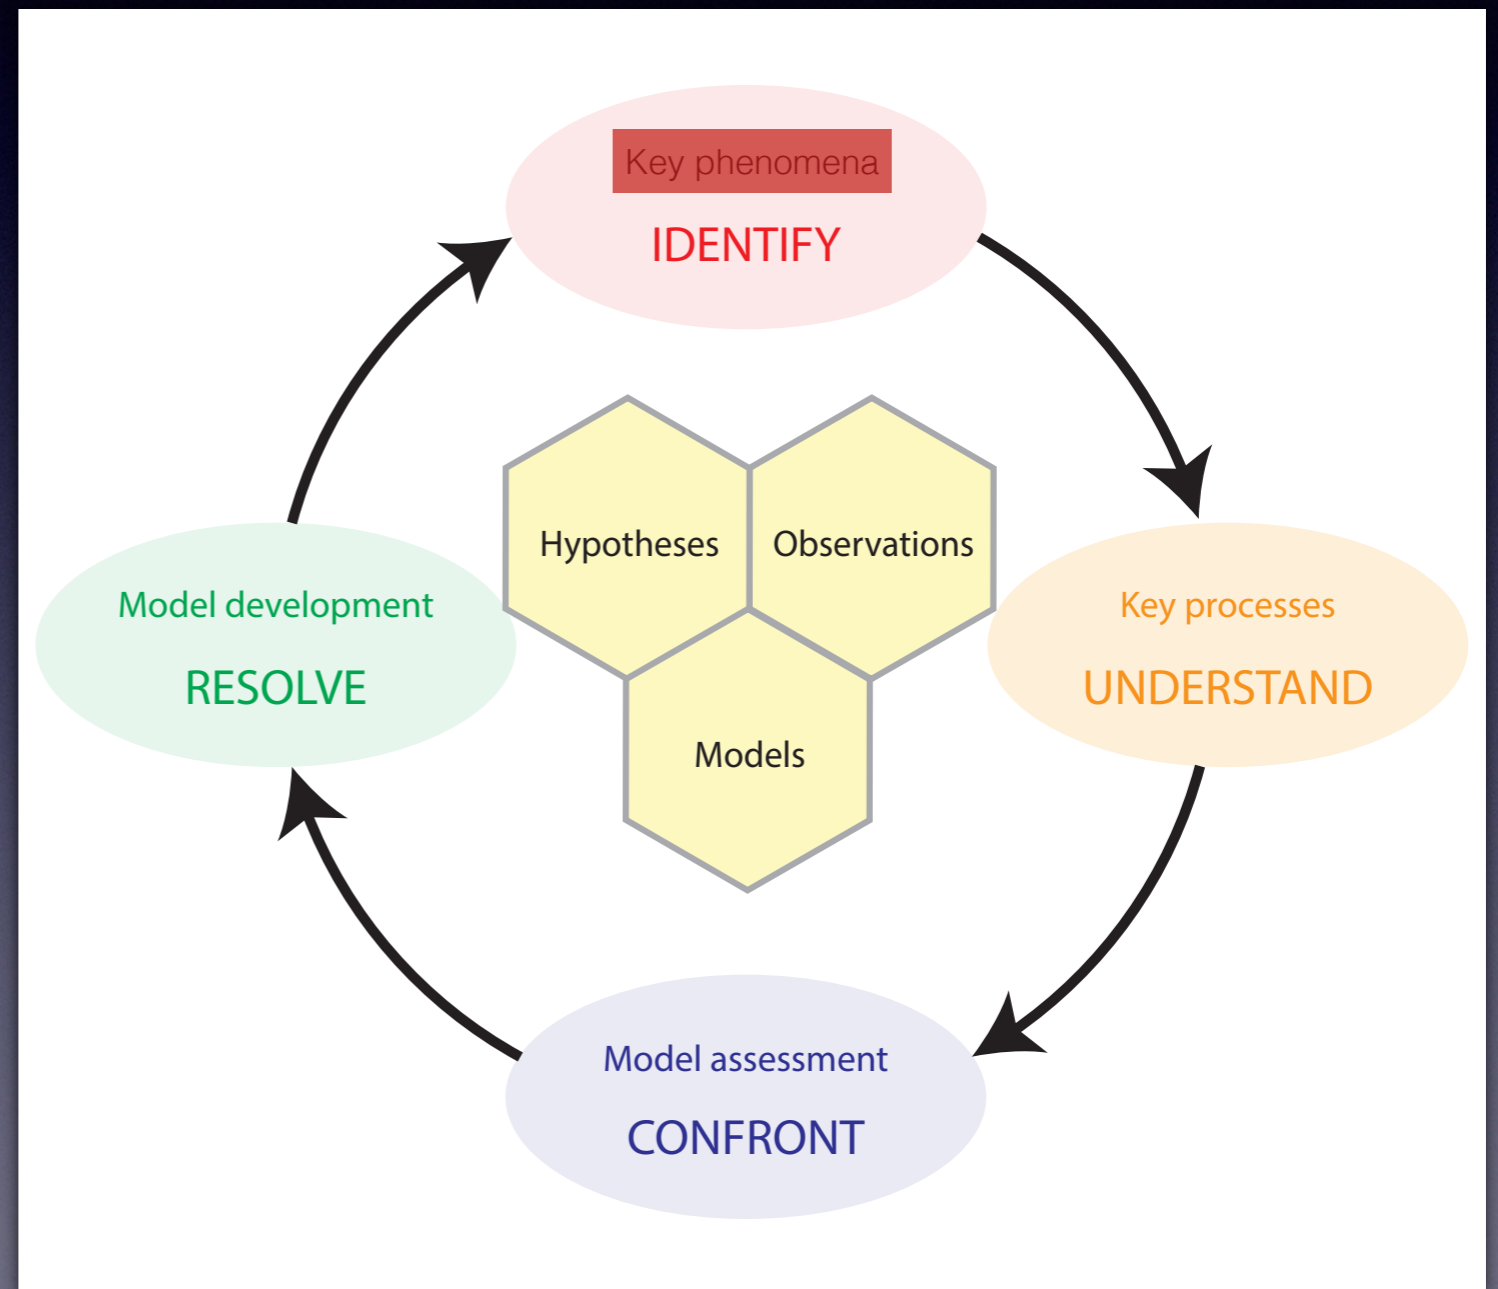 Key phenomena
IDENTIFY
Hypotheses
Observations
Model development
RESOLVE
Key processes
UNDERSTAND
Models
Model assessment
CONFRONT